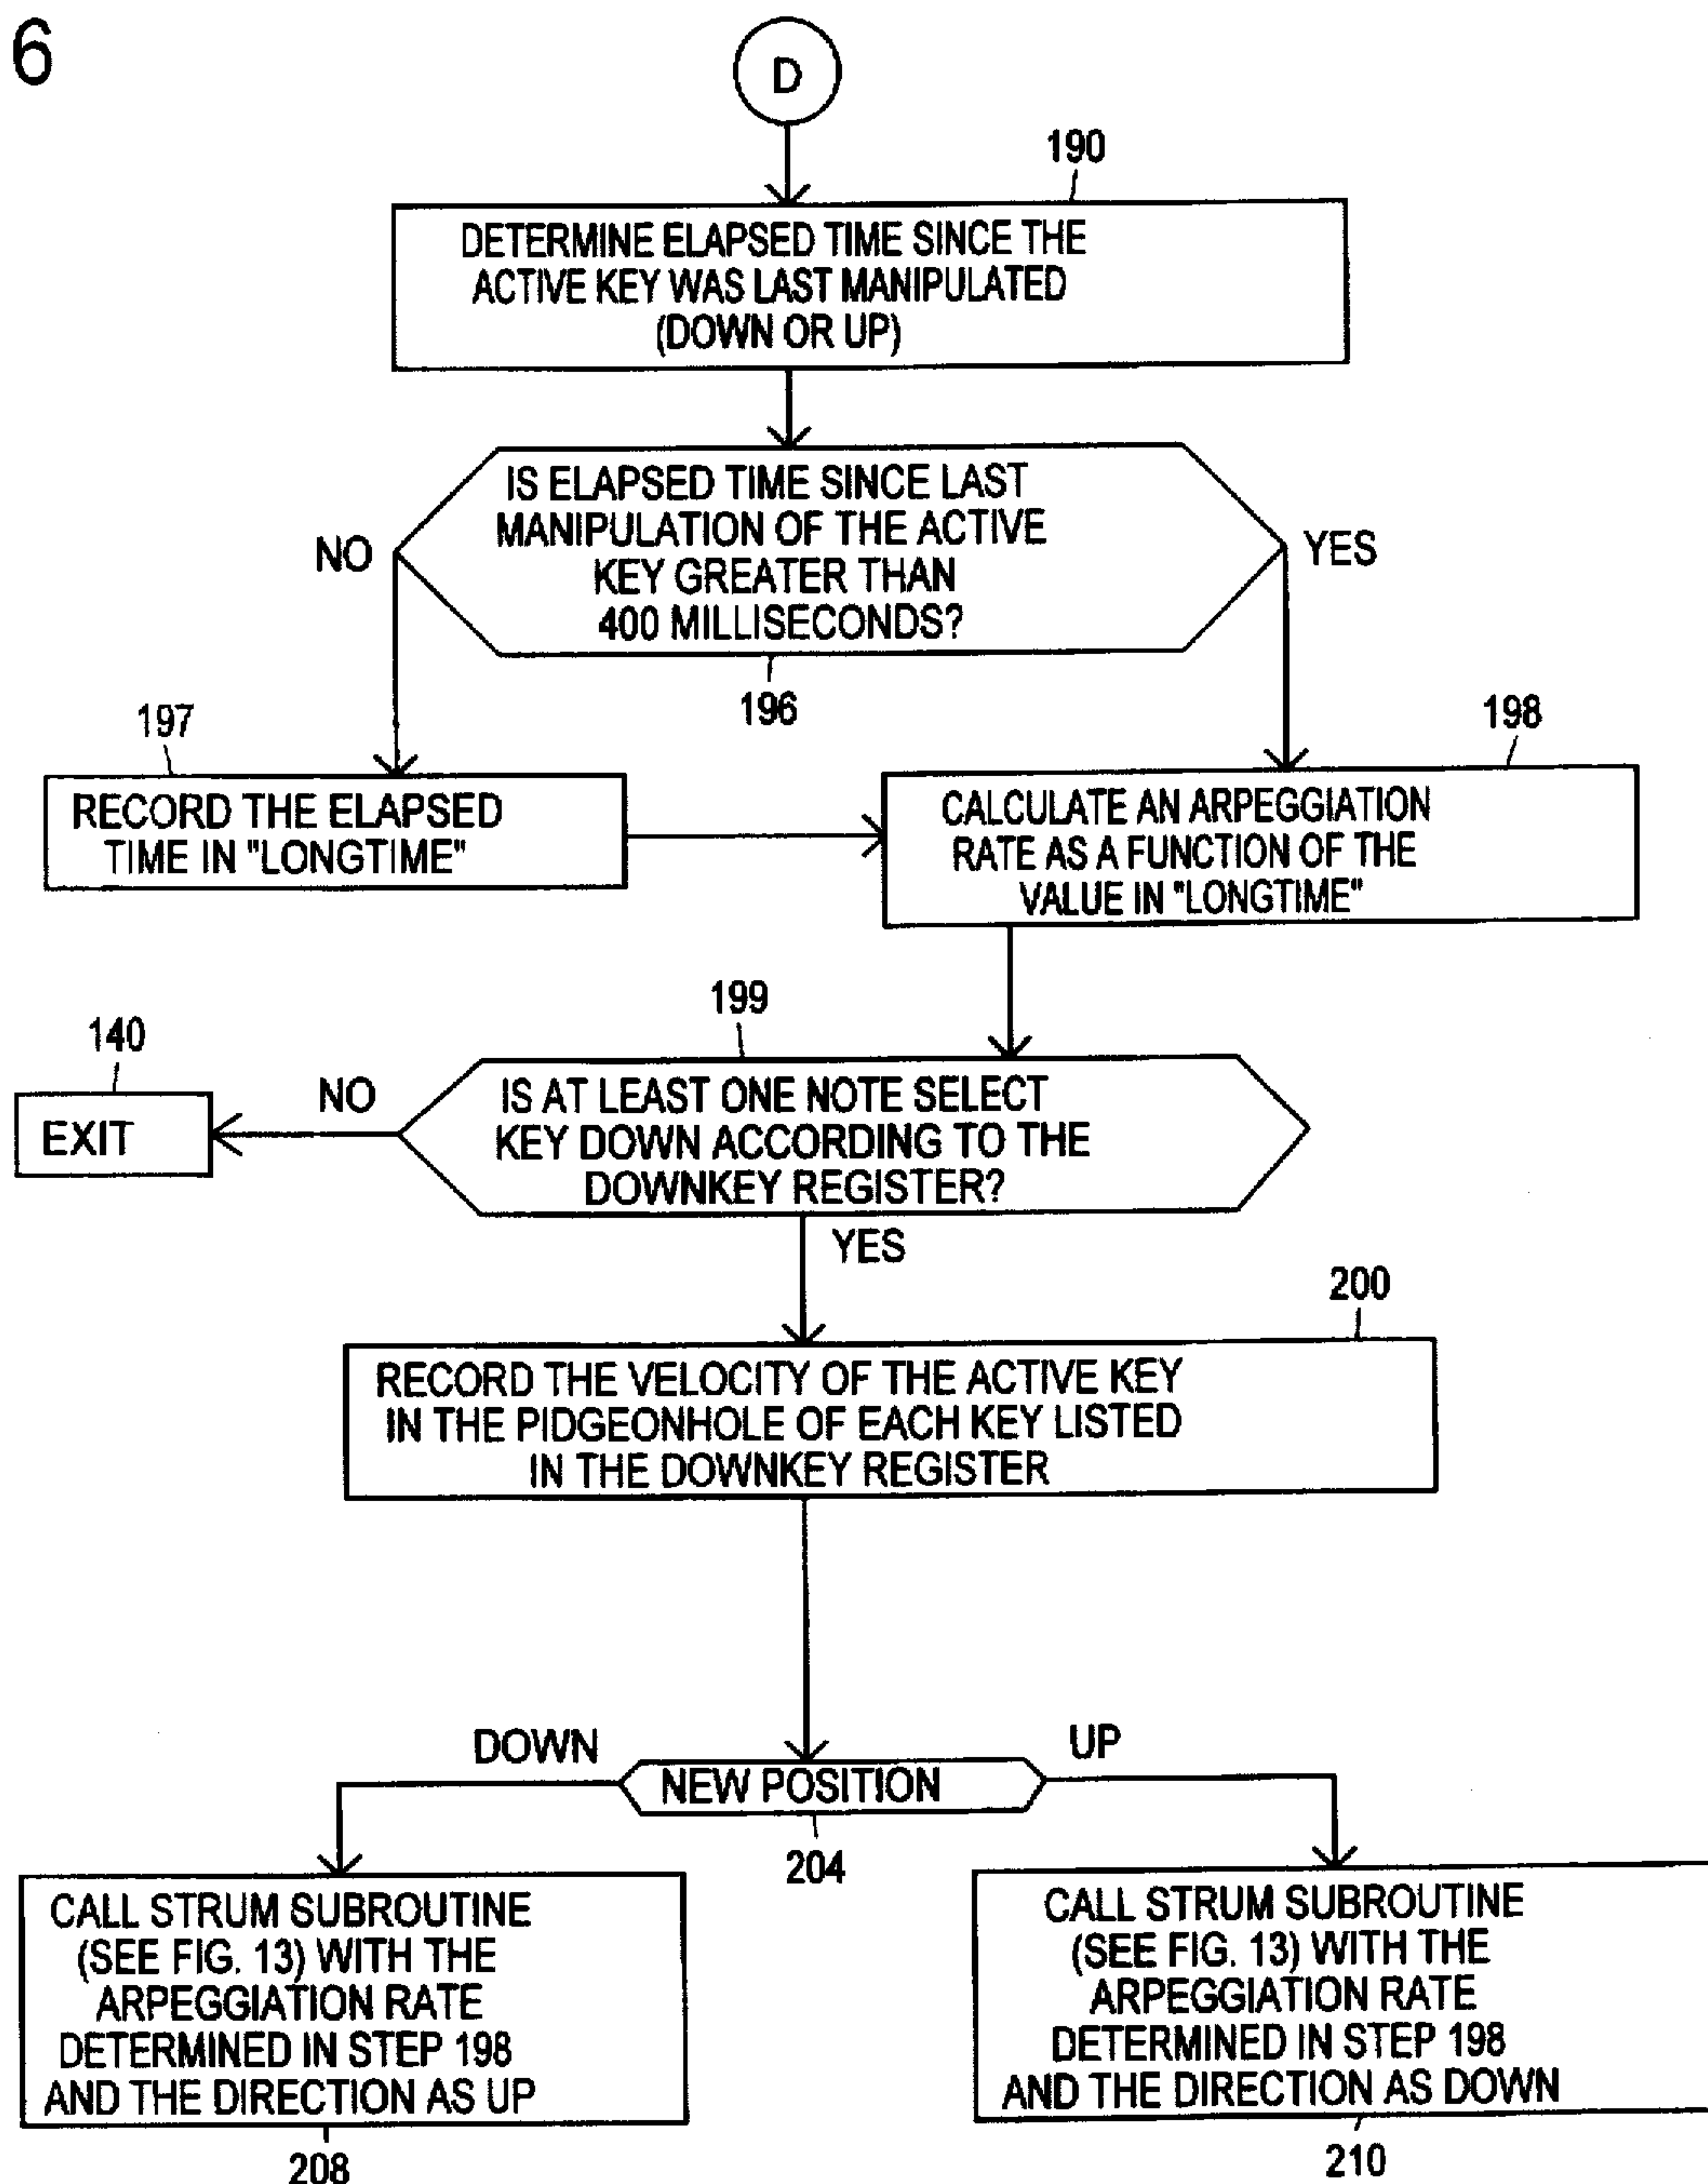 6
D
190
DETERMINE ELAPSED TIME SINCE THE
ACTIVE KEY WAS LAST MANIPULATED
(DOWN OR UP)
IS ELAPSED TIME SINCE LAST
MANIPULATION OF THE ACTIVE
KEY GREATER THAN
400 MILLISECONDS?
NO
YES
196
197
198
RECORD THE ELAPSED
TIME IN "LONGTIME"
CALCULATE AN ARPEGGIATION
RATE AS A FUNCTION OF THE
VALUE IN "LONGTIME"
199
140
NO
EXIT
IS AT LEAST ONE NOTE SELECT
KEY DOWN ACCORDING TO THE
DOWNKEY REGISTER?
YES
200
RECORD THE VELOCITY OF THE ACTIVE KEY
IN THE PIDGEONHOLE OF EACH KEY LISTED
IN THE DOWNKEY REGISTER
DOWN
UP
NEW POSITION
204
CALL STRUM SUBROUTINE
(SEE FIG. 13) WITH THE
ARPEGGIATION RATE
DETERMINED IN STEP 198
AND THE DIRECTION AS UP
208
CALL STRUM SUBROUTINE
(SEE FIG. 13) WITH THE
ARPEGGIATION RATE
DETERMINED IN STEP 198
AND THE DIRECTION AS DOWN
210